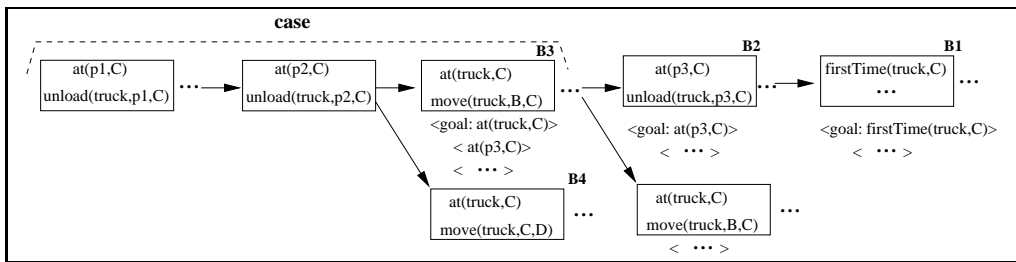 case
B3
B2
B1
at(p1,C)
unload(truck,p1,C)
...
at(p2,C)
unload(truck,p2,C)
at(truck,C)
move(truck,B,C)
...
<goal: at(truck,C)>
< at(p3,C)>
< ... >
at(p3,C)
unload(truck,p3,C)
...
<goal: at(p3,C)>
< ... >
firstTime(truck,C)
...
...
<goal: firstTime(truck,C)>
< ... >
B4
at(truck,C)
move(truck,C,D)
...
at(truck,C)
move(truck,B,C)
...
< ... >